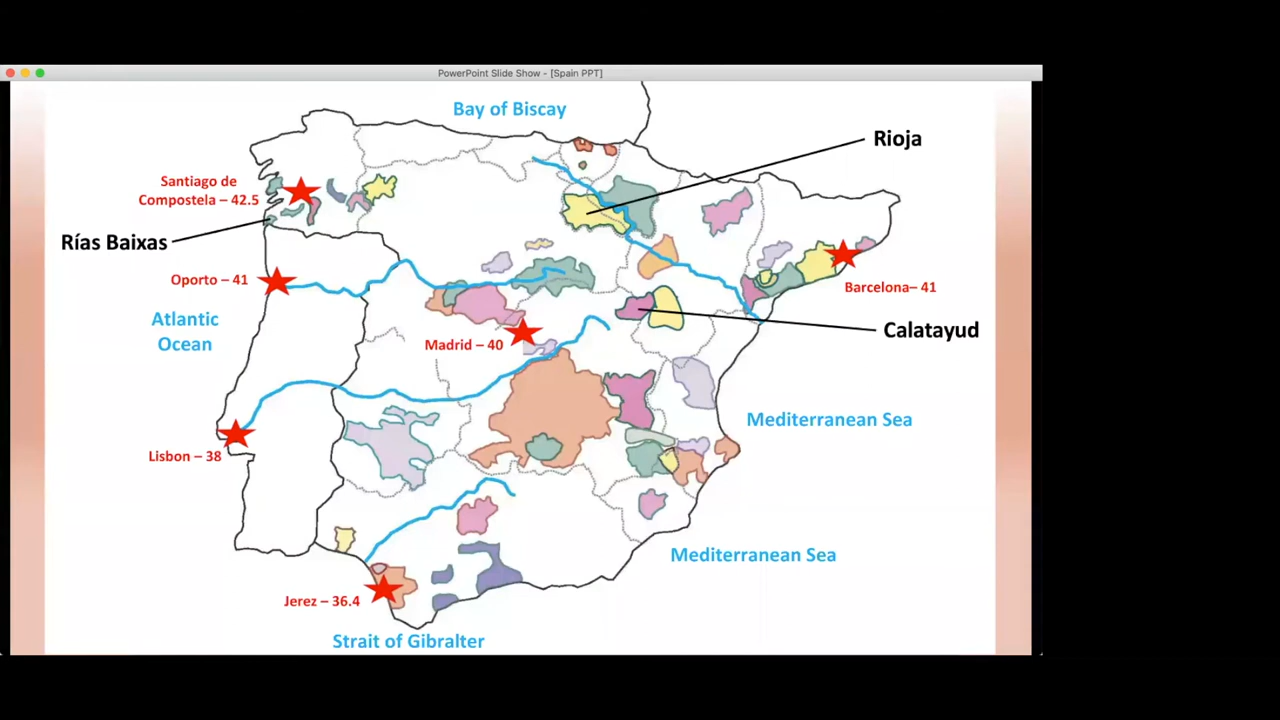 PowerPoint Slide Show - [Spain PPT]
Bay of Biscay
Rioja
Santiago de
Compostela – 42.5
Rías Baixas
Oporto – 41
Barcelona– 41
Atlantic
Ocean
Madrid – 40
Calatayud
Mediterranean Sea
Lisbon – 38
Mediterranean Sea
Jerez – 36.4
Strait of Gibralter